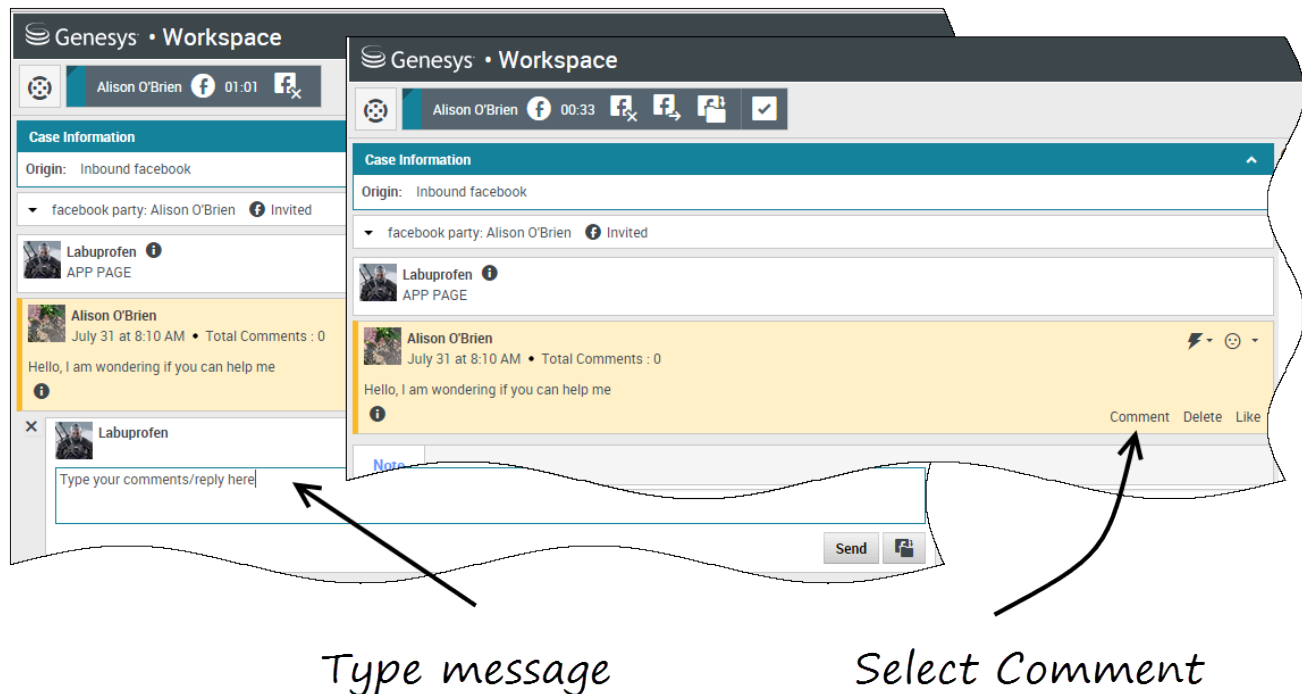 Genesys • Workspace
Alison O'Brien 01:01
Case Information
Origin: Inbound facebook
facebook party: Alison O'Brien Invited
Labuprofen
APP PAGE
Alison O'Brien
July 31 at 8:10 AM • Total Comments : 0
Hello, I am wondering if you can help me
Labuprofen
Type your comments/reply here
Send
Genesys • Workspace
Alison O'Brien 00:33
Case Information
Origin: Inbound facebook
facebook party: Alison O'Brien Invited
Labuprofen
APP PAGE
Alison O'Brien
July 31 at 8:10 AM • Total Comments : 0
Hello, I am wondering if you can help me
Comment Delete Like
Note
Type message
Select Comment